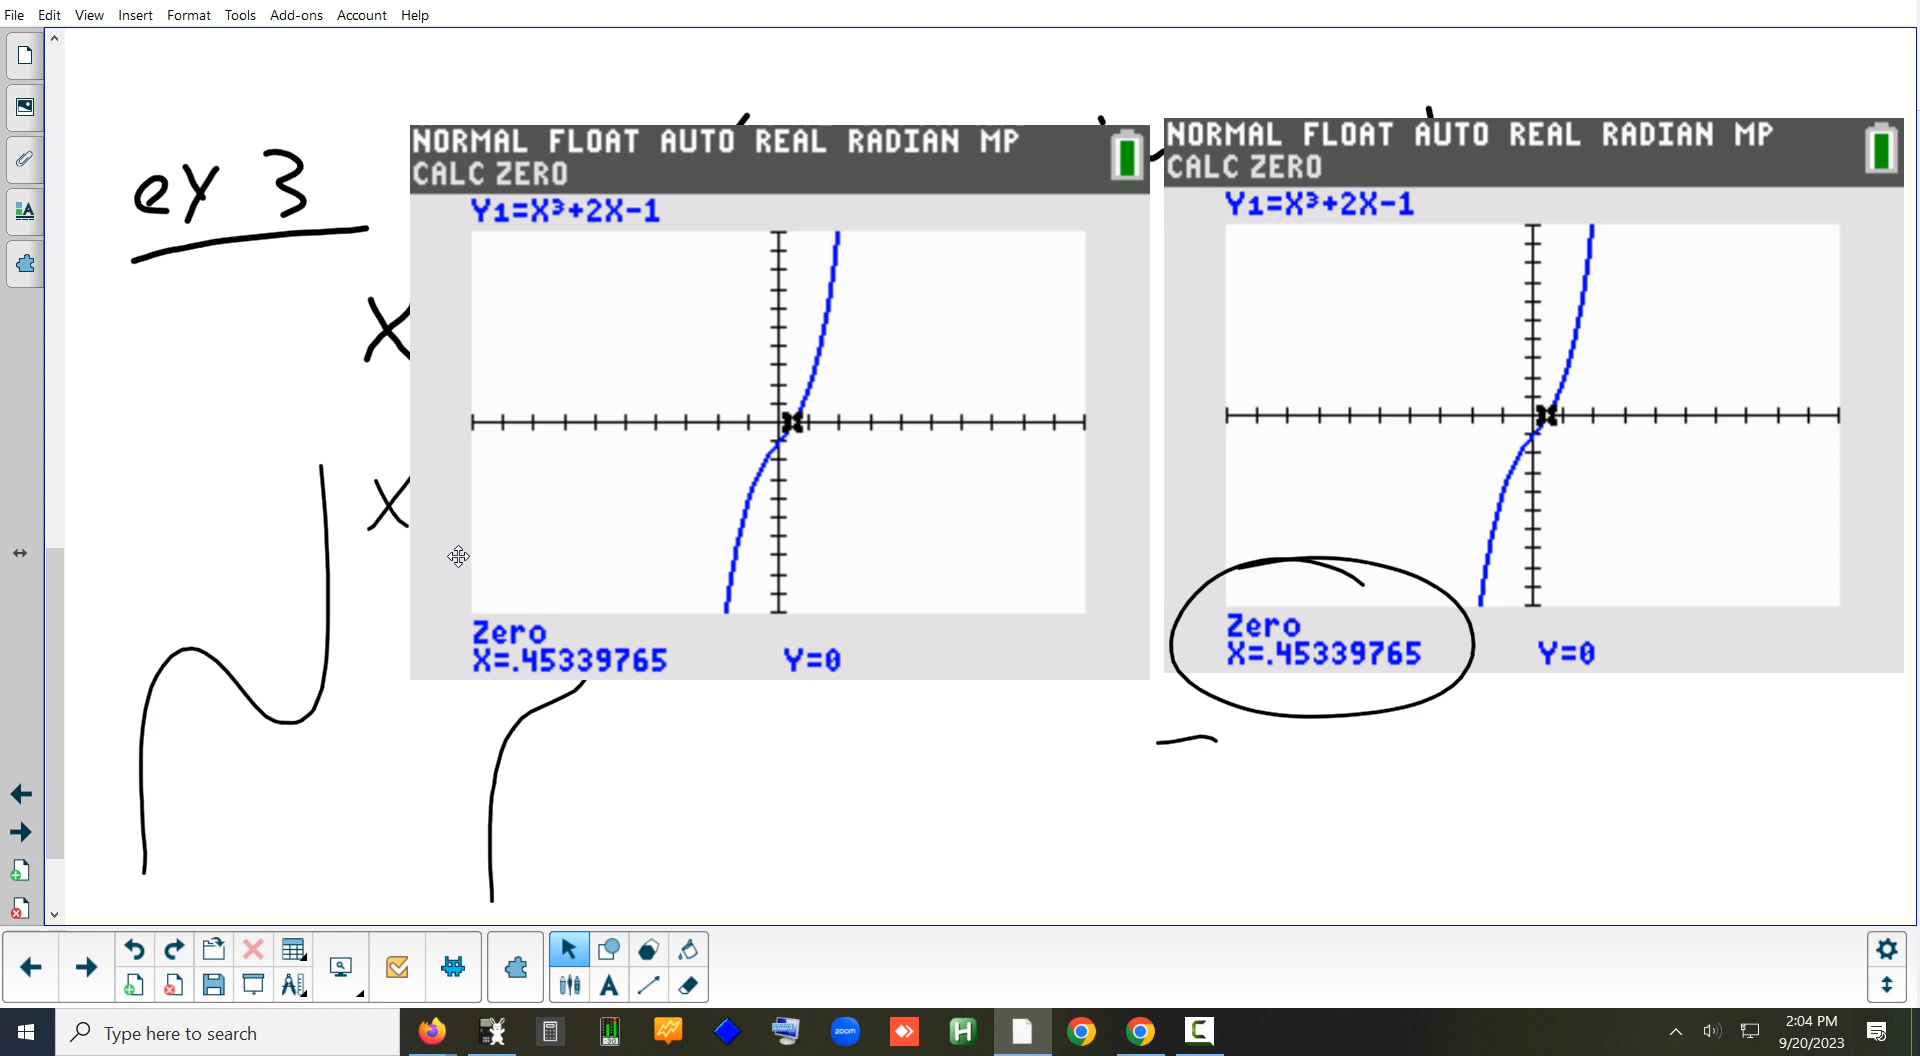 File Edit View Insert Format Tools Add-ons Account Help
ex 3
NORMAL FLOAT AUTO REAL RADIAN MP
CALC ZERO
Y1=X³+2X-1
Zero
X=.45339765 Y=0
NORMAL FLOAT AUTO REAL RADIAN MP
CALC ZERO
Y1=X³+2X-1
Zero
X=.45339765 Y=0
X
X
Type here to search
zoom
2:04 PM
9/20/2023